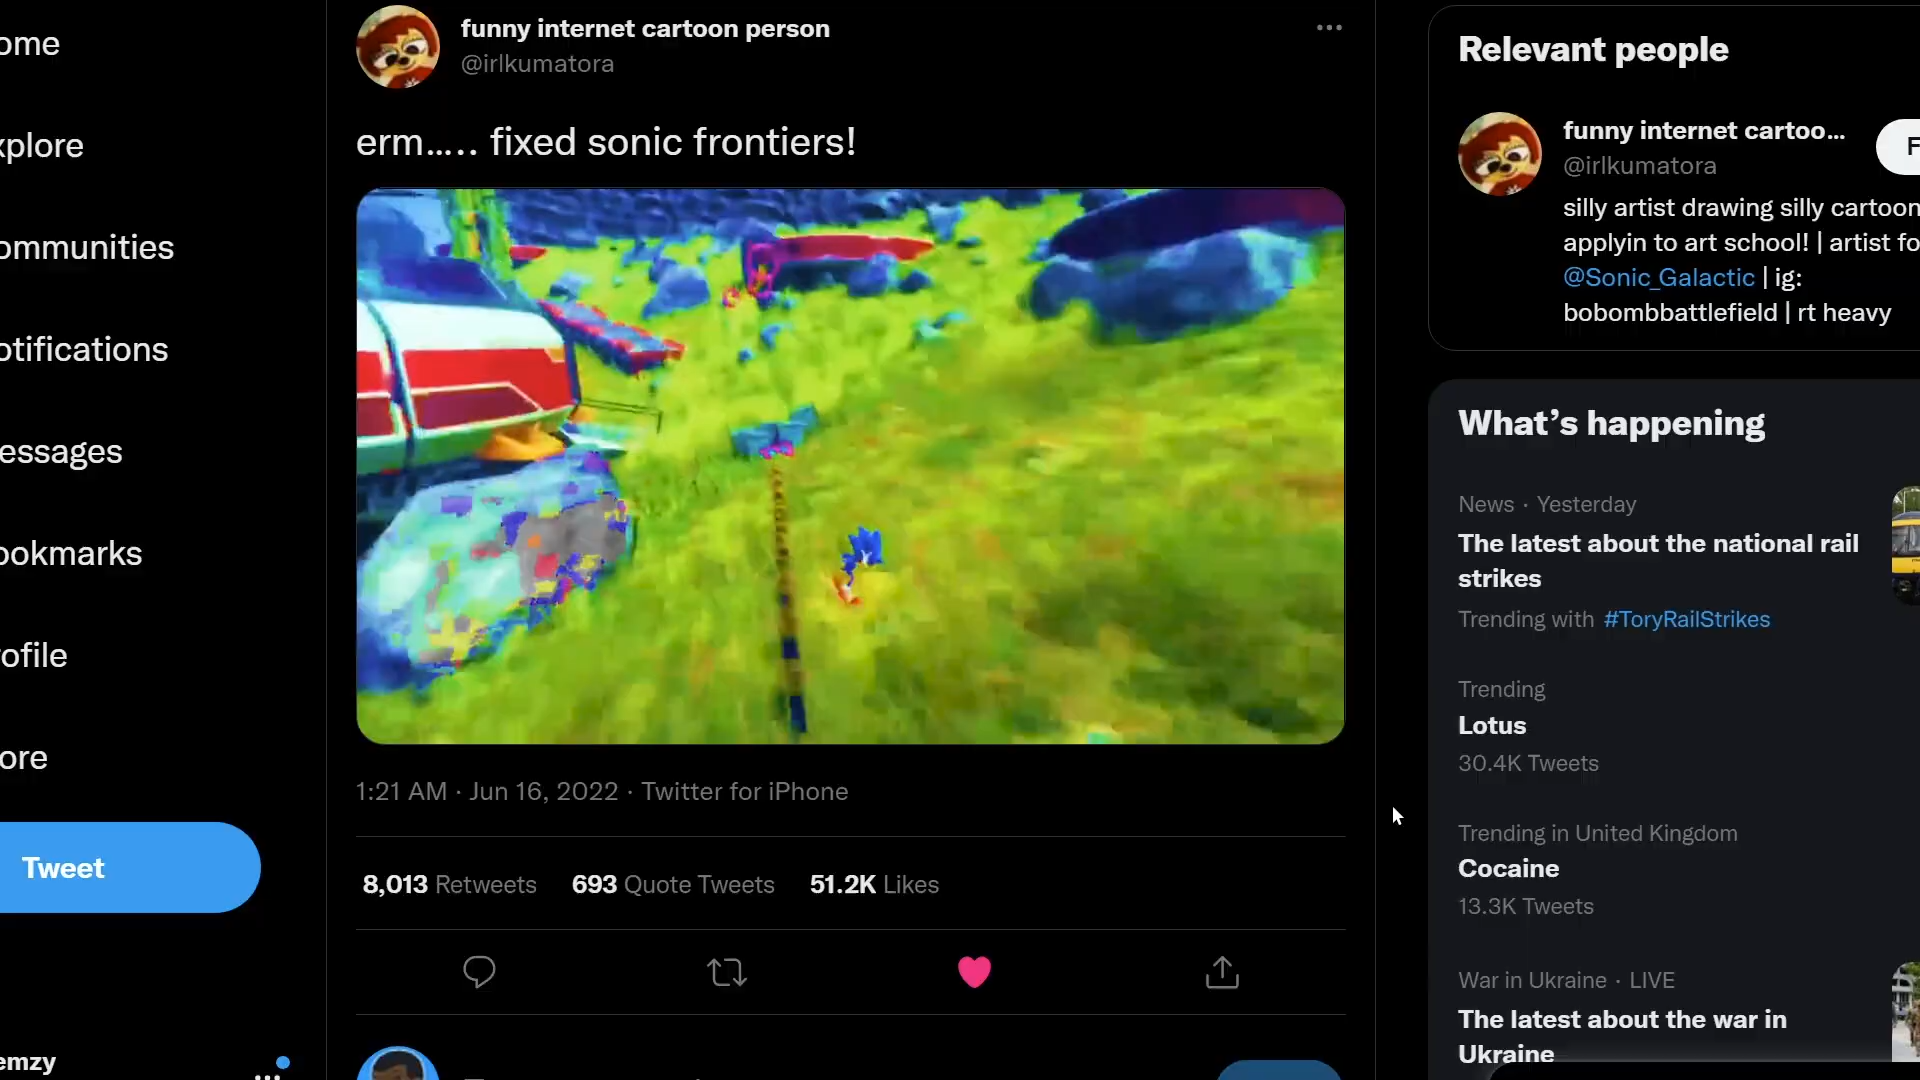 ome
xplore
ommunities
otifications
essages
ookmarks
ofile
ore
Tweet
emzy
funny internet cartoon person
@irlkumatora
erm..... fixed sonic frontiers!
1:21 AM · Jun 16, 2022 · Twitter for iPhone
8,013 Retweets 693 Quote Tweets 51.2K Likes
Relevant people
funny internet cartoo...
@irlkumatora
F
silly artist drawing silly cartoon
applyin to art school! | artist fo
@Sonic_Galactic | ig:
bobombbattlefield | rt heavy
What's happening
News · Yesterday
The latest about the national rail
strikes
Trending with #ToryRailStrikes
Trending
Lotus
30.4K Tweets
Trending in United Kingdom
Cocaine
13.3K Tweets
War in Ukraine · LIVE
The latest about the war in
Ukraine